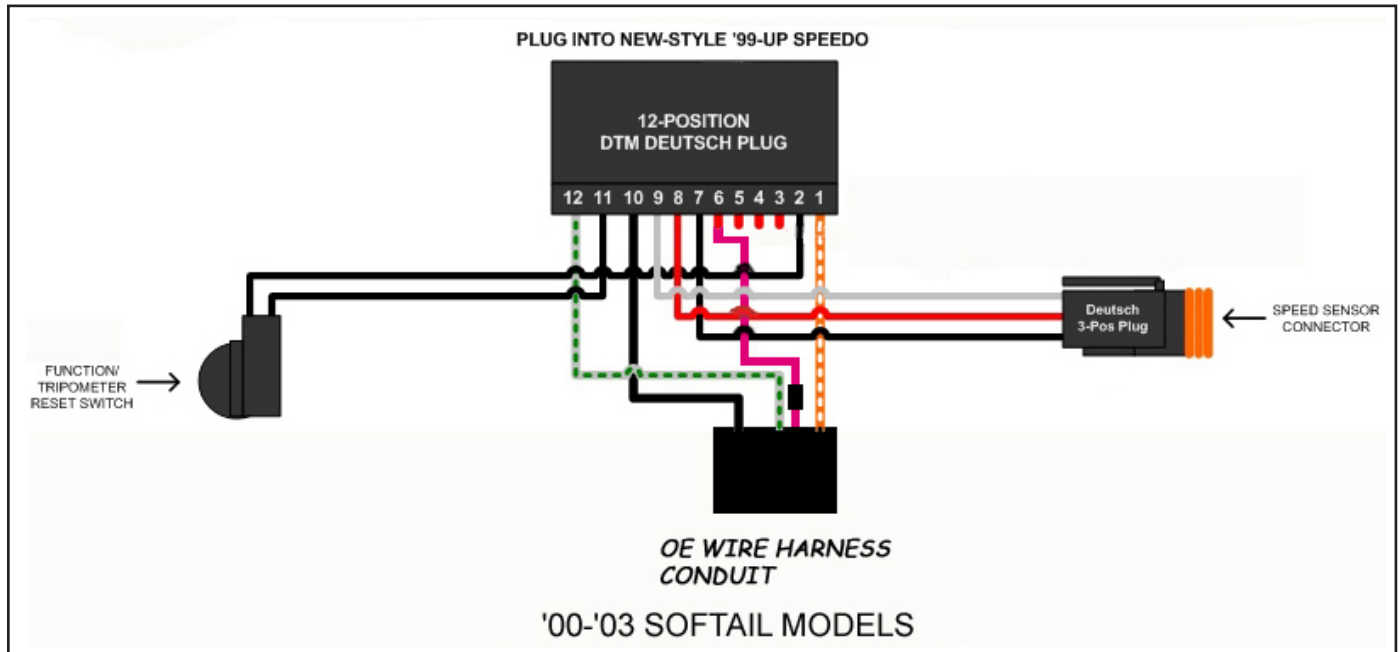 PLUG INTO NEW-STYLE '99-UP SPEEDO
12-POSITION
DTM DEUTSCH PLUG
12 11 10 9 8 7 6 5 4 3 2 1
Deutsch
3-Pos Plug
SPEED SENSOR
CONNECTOR
FUNCTION/
TRIPOMETER
RESET SWITCH
OE WIRE HARNESS
CONDUIT
'00-'03 SOFTAIL MODELS